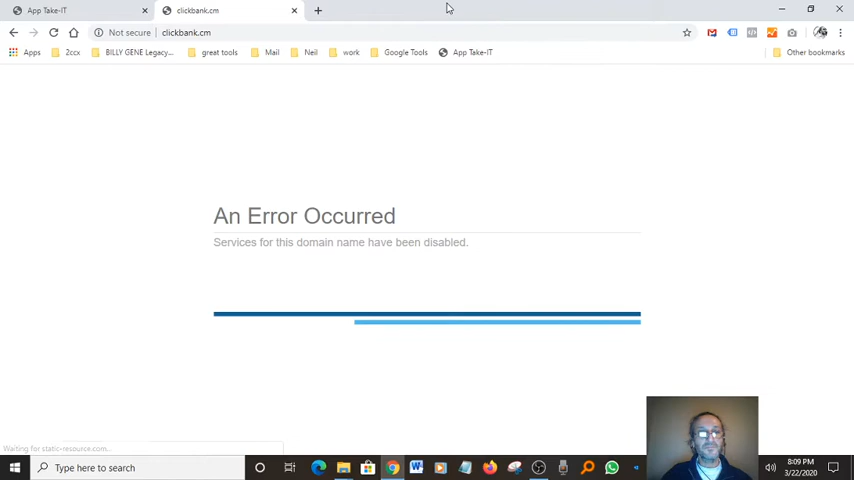 App Take-IT
clickbank.cm
Not secure | clickbank.cm
Apps 2ccx BILLY GENE Legacy... great tools Mail Neil work Google Tools App Take-IT Other bookmarks
An Error Occurred
Services for this domain name have been disabled.
Waiting for static-resource.com...
Type here to search
8:09 PM
3/22/2020